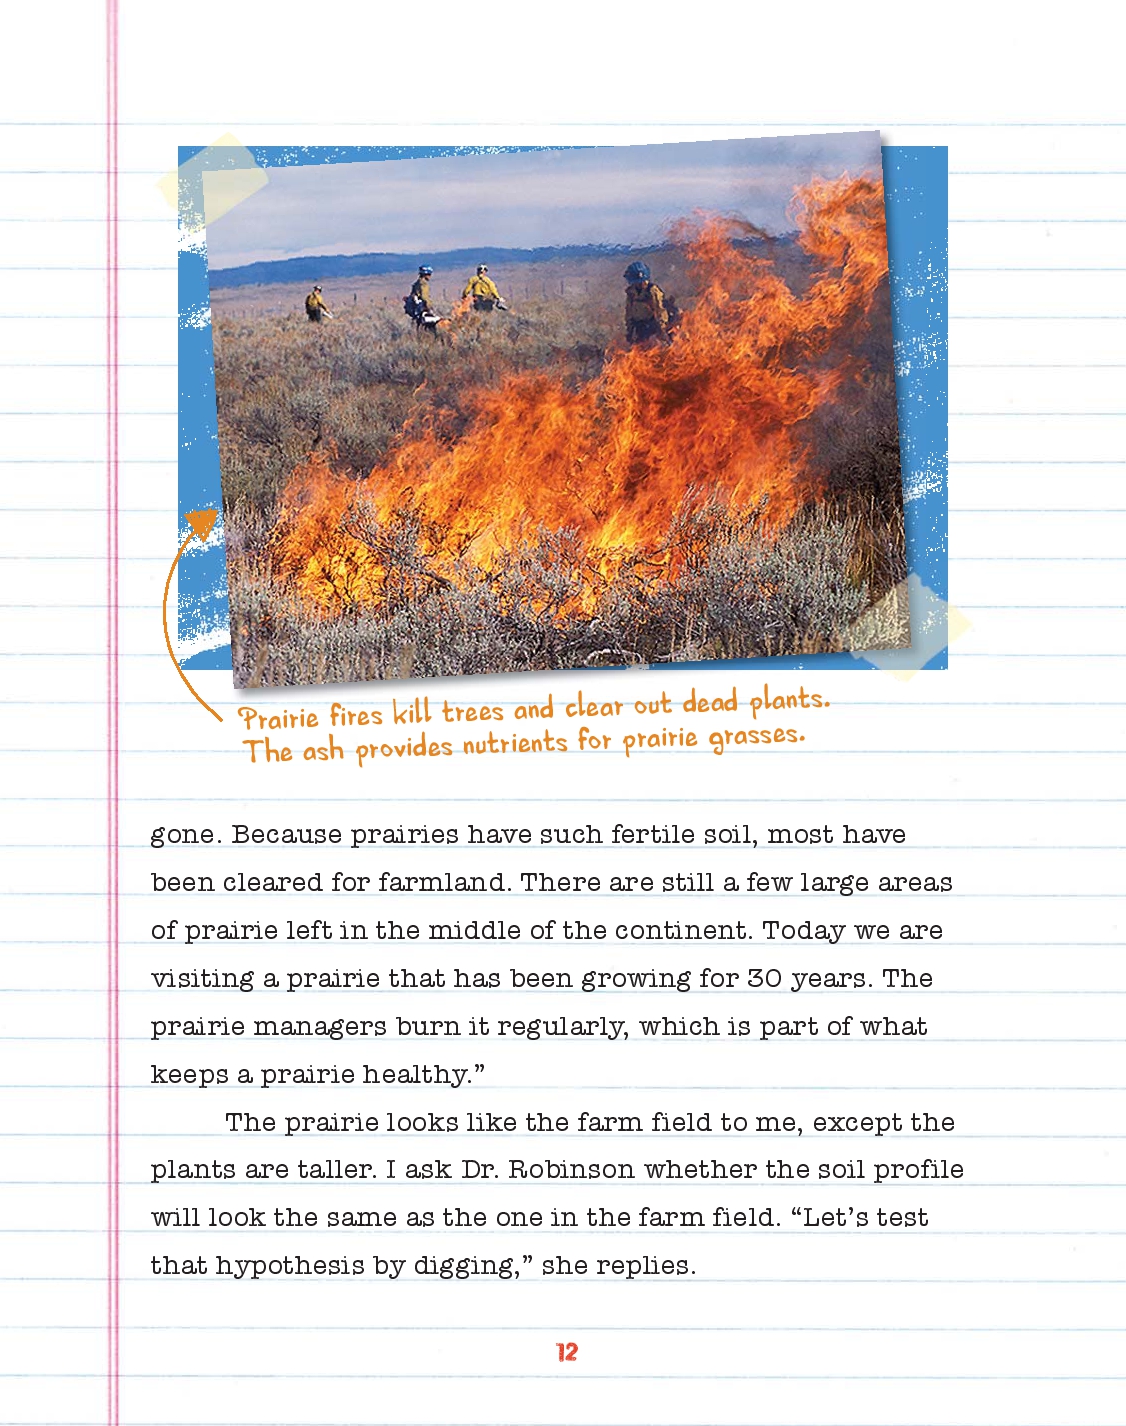 Prairie fires kill trees and clear out dead plants.
The ash provides nutrients for prairie grasses.
gone. Because prairies have such fertile soil, most have
been cleared for farmland. There are still a few large areas
of prairie left in the middle of the continent. Today we are
visiting a prairie that has been growing for 30 years. The
prairie managers burn it regularly, which is part of what
keeps a prairie healthy.”
The prairie looks like the farm field to me, except the
plants are taller. I ask Dr. Robinson whether the soil profile
will look the same as the one in the farm field. “Let’s test
that hypothesis by digging,” she replies.
12